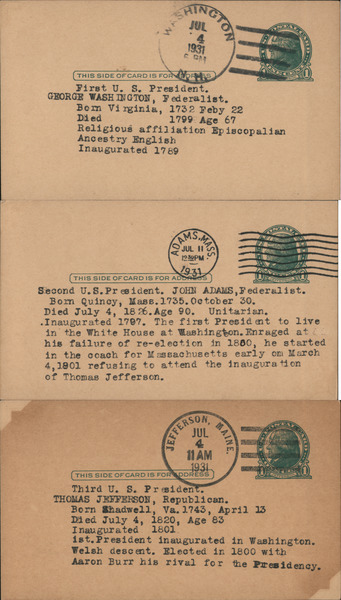 WASHINGTON
JUL
4
1931
N.H.
THIS SIDE OF CARD IS FOR ADDRESS
First U. S. President.
GEORGE WASHINGTON, Federalist.
Born Virginia, 1732 Feby 22
Died 1799 Age 67
Religious affiliation Episcopalian
Ancestry English
Inaugurated 1789
ADAMS, MASS.
JUL 11
1931
THIS SIDE OF CARD IS FOR ADDRESS
Second U.S.President. JOHN ADAMS,Federalist.
Born Quincy, Mass.1735.October 30.
Died July 4, 1826.Age 90. Unitarian.
.Inaugurated 1797. The first President to live
in the White House at Washington.Enraged at
his failure of re-election in 1800, he started
in the coach for Massachusetts early on March
4,1801 refusing to attend the inauguration
of Thomas Jefferson.
JEFFERSON, MAINE.
JUL
4
11 AM
1931
THIS SIDE OF CARD IS FOR ADDRESS
Third U. S. President.
THOMAS JEFFERSON, Republican.
Born Shadwell, Va.1743, April 13
Died July 4, 1820, Age 83
Inaugurated 1801
1st.President inaugurated in Washington.
Welsh descent. Elected in 1800 with
Aaron Burr his rival for the Presidency.